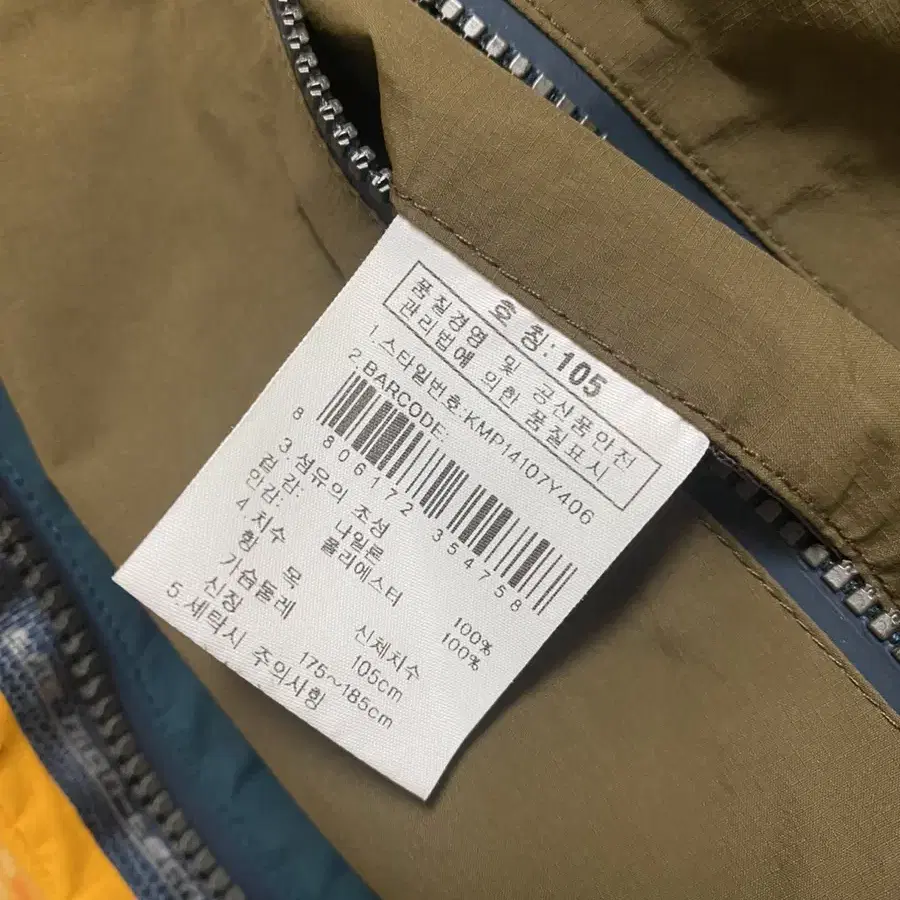 호 칭: 105
품질경영 및 공산품안전
관리법에 의한 품질표시
1. 스타일번호:KMP14107Y406
2.BARCODE:
8 806172 354758
3 섬유의 조성
겉감: 나일론 100%
안감: 폴리에스터 100%
4 치수
항 목 신체치수
가슴둘레 105cm
신장 175~185cm
5.세탁시 주의사항